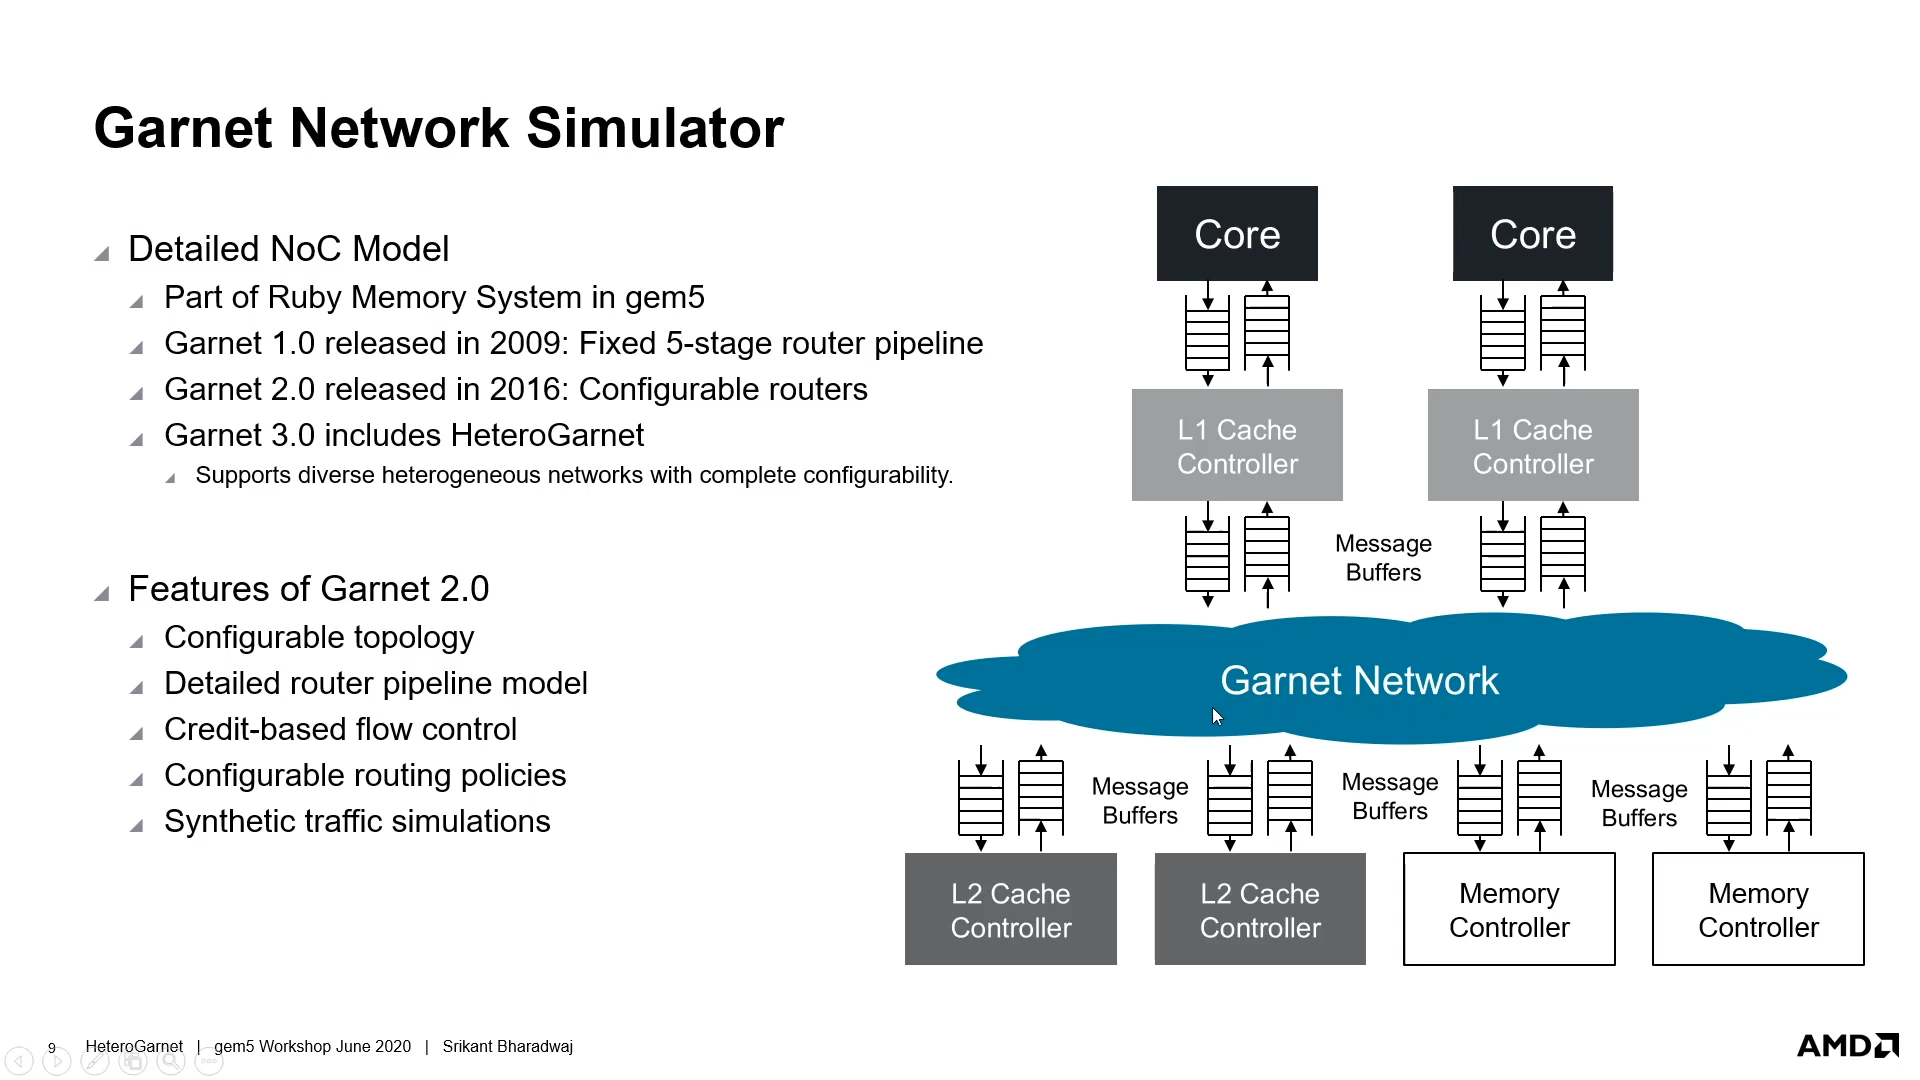 Garnet Network Simulator
Detailed NoC Model
Part of Ruby Memory System in gem5
Garnet 1.0 released in 2009: Fixed 5-stage router pipeline
Garnet 2.0 released in 2016: Configurable routers
Garnet 3.0 includes HeteroGarnet
Supports diverse heterogeneous networks with complete configurability.
Features of Garnet 2.0
Configurable topology
Detailed router pipeline model
Credit-based flow control
Configurable routing policies
Synthetic traffic simulations
Core
Core
L1 Cache
Controller
L1 Cache
Controller
Message
Buffers
Garnet Network
Message
Buffers
Message
Buffers
Message
Buffers
L2 Cache
Controller
L2 Cache
Controller
Memory
Controller
Memory
Controller
9 HeteroGarnet | gem5 Workshop June 2020 | Srikant Bharadwaj
AMD